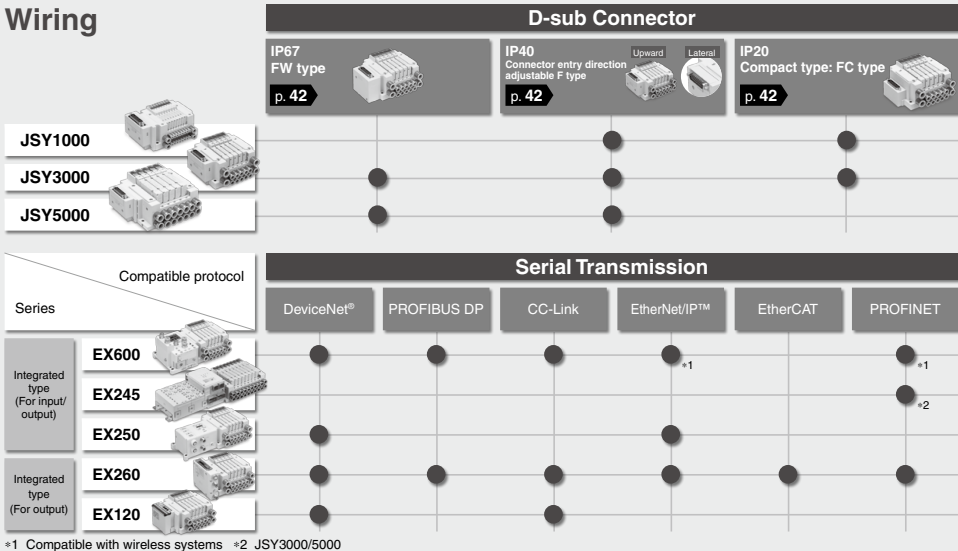 Wiring
D-sub Connector
IP67
FW type
p. 42
IP40
Connector entry direction
adjustable F type
Upward
Lateral
p. 42
IP20
Compact type: FC type
p. 42
JSY1000
JSY3000
JSY5000
Compatible protocol
Series
Serial Transmission
DeviceNet®
PROFIBUS DP
CC-Link
EtherNet/IP™
EtherCAT
PROFINET
Integrated
type
(For input/
output)
EX600
*1
*1
EX245
*2
EX250
Integrated
type
(For output)
EX260
EX120
*1 Compatible with wireless systems *2 JSY3000/5000